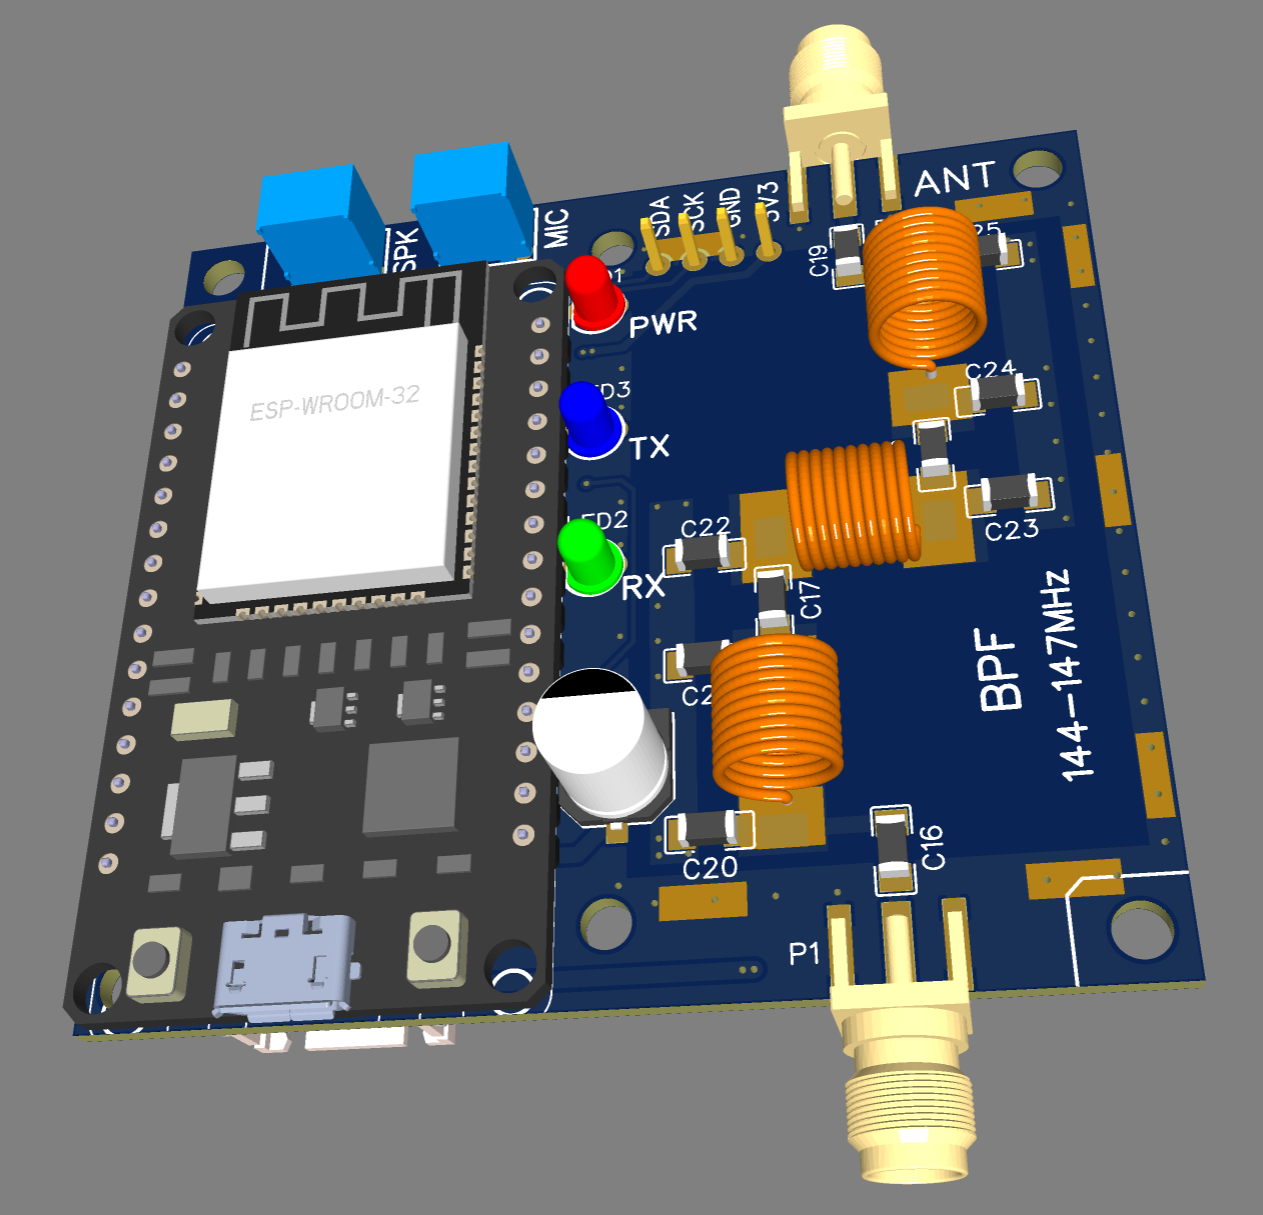 ANT
SDA
SCK
GND
3V3
MIC
SPK
C19
PWR
ESP-WROOM-32
C24
TX
C22
C23
RX
C17
BPF
144-147MHz
C16
C20
P1